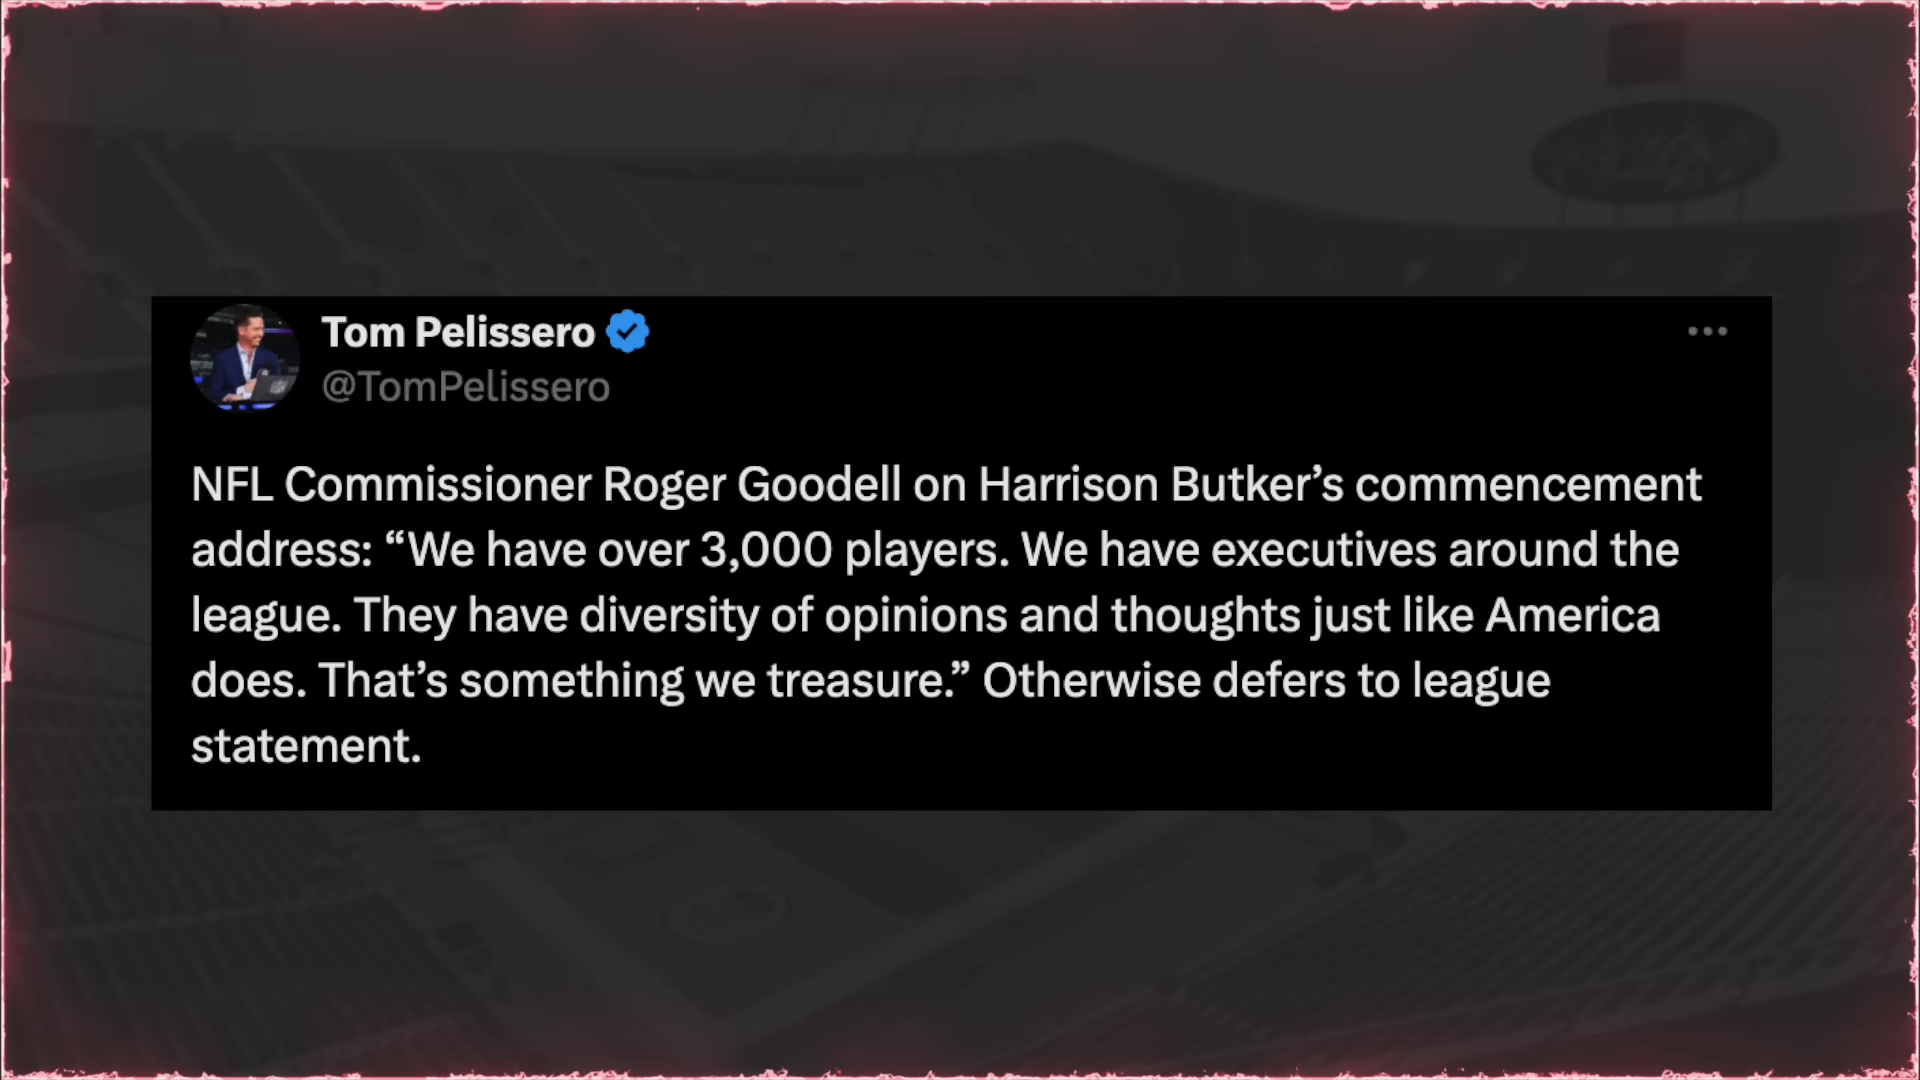 Tom Pelissero
@TomPelissero
NFL Commissioner Roger Goodell on Harrison Butker’s commencement
address: “We have over 3,000 players. We have executives around the
league. They have diversity of opinions and thoughts just like America
does. That’s something we treasure.” Otherwise defers to league
statement.